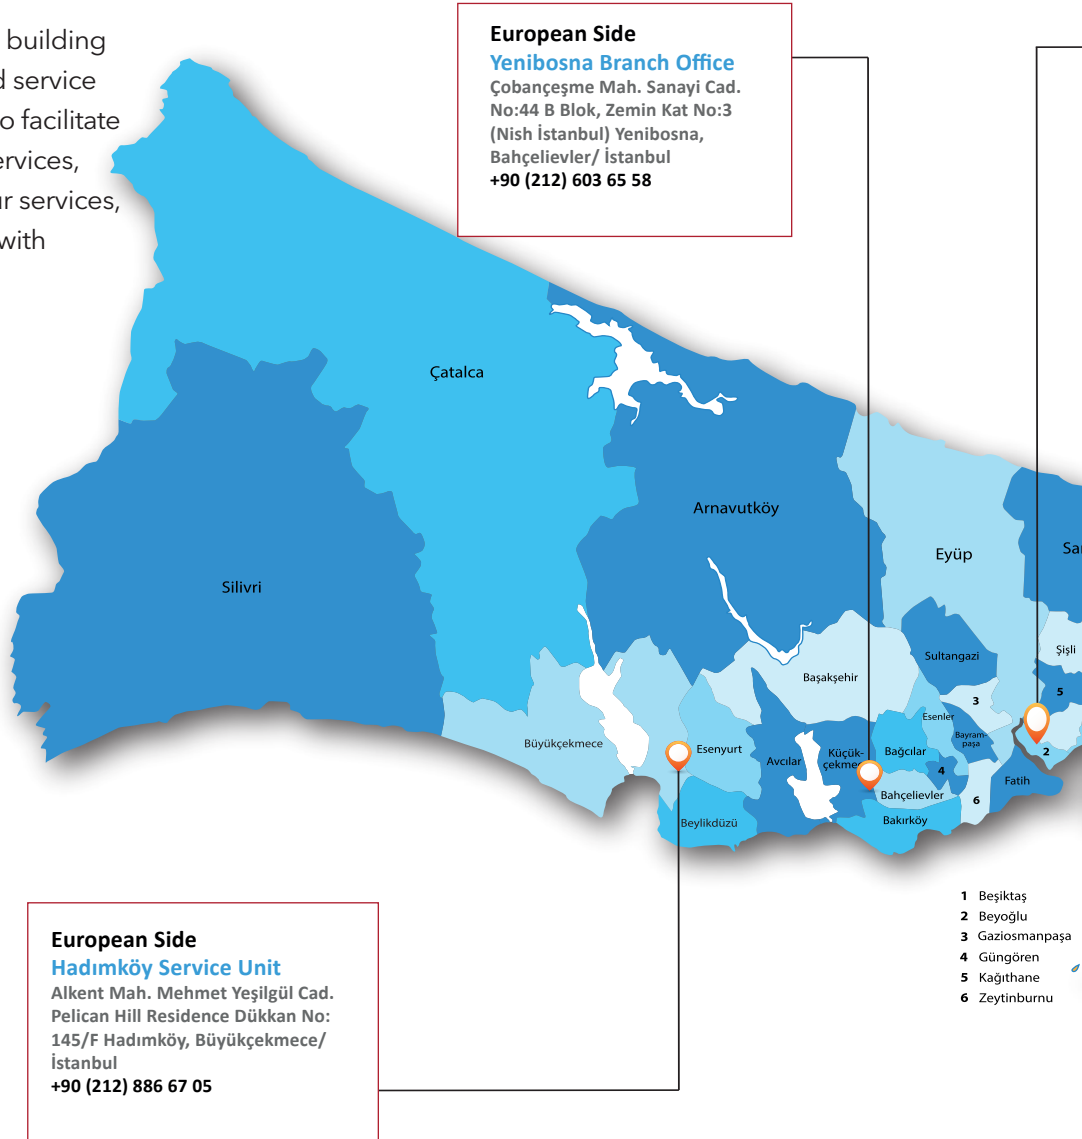 building
service
o facilitate
ervices,
r services,
with
European Side
Yenibosna Branch Office
Çobançeşme Mah. Sanayi Cad.
No:44 B Blok, Zemin Kat No:3
(Nish İstanbul) Yenibosna,
Bahçelievler/ İstanbul
+90 (212) 603 65 58
Çatalca
Arnavutköy
Eyüp
Silivri
Sultangazi
Şişli
Başakşehir
5
3
Esenler
Büyükçekmece
Esenyurt
Avcılar
Küçük-
çekme
Bağcılar
Bayram-
paşa
2
4
Fatih
Bahçelievler
6
Beylikdüzü
Bakırköy
1 Beşiktaş
2 Beyoğlu
3 Gaziosmanpaşa
4 Güngören
5 Kağıthane
6 Zeytinburnu
European Side
Hadımköy Service Unit
Alkent Mah. Mehmet Yeşilgül Cad.
Pelican Hill Residence Dükkan No:
145/F Hadımköy, Büyükçekmece/
İstanbul
+90 (212) 886 67 05